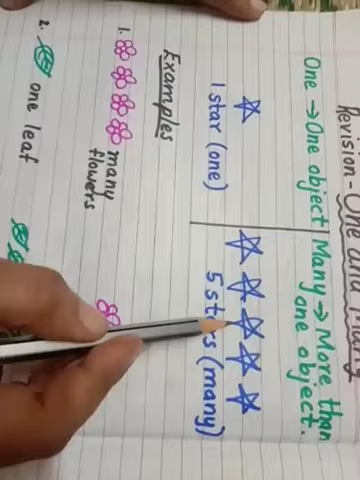 Revision - One and Many
One → One object
Many → More than
one object.
1 star (one)
5 stars (many)
Examples
1.
many
flowers
2.
one leaf